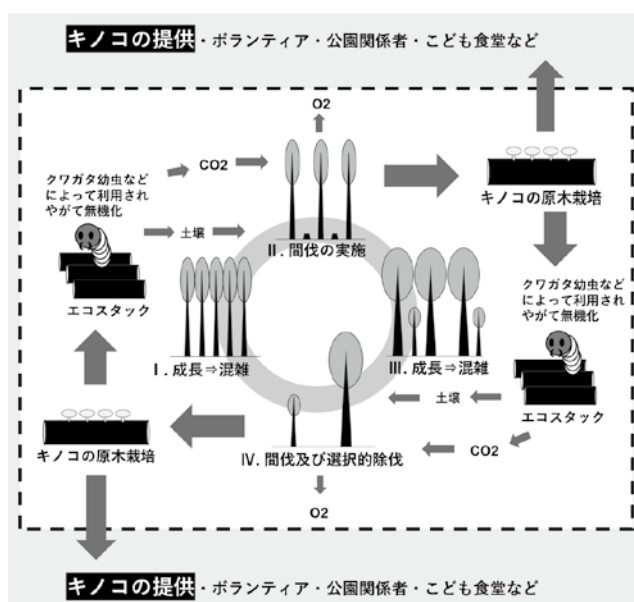 キノコの提供・ボランティア・公園関係者・こども食堂など
O2
クワガタ幼虫など
によって利用され
やがて無機化
CO2
土壌
エコスタック
II. 間伐の実施
キノコの原木栽培
I. 成長⇒混雑
III. 成長⇒混雑
クワガタ幼虫など
によって利用され
やがて無機化
土壌
エコスタック
キノコの原木栽培
IV. 間伐及び選択的除伐
CO2
O2
キノコの提供・ボランティア・公園関係者・こども食堂など